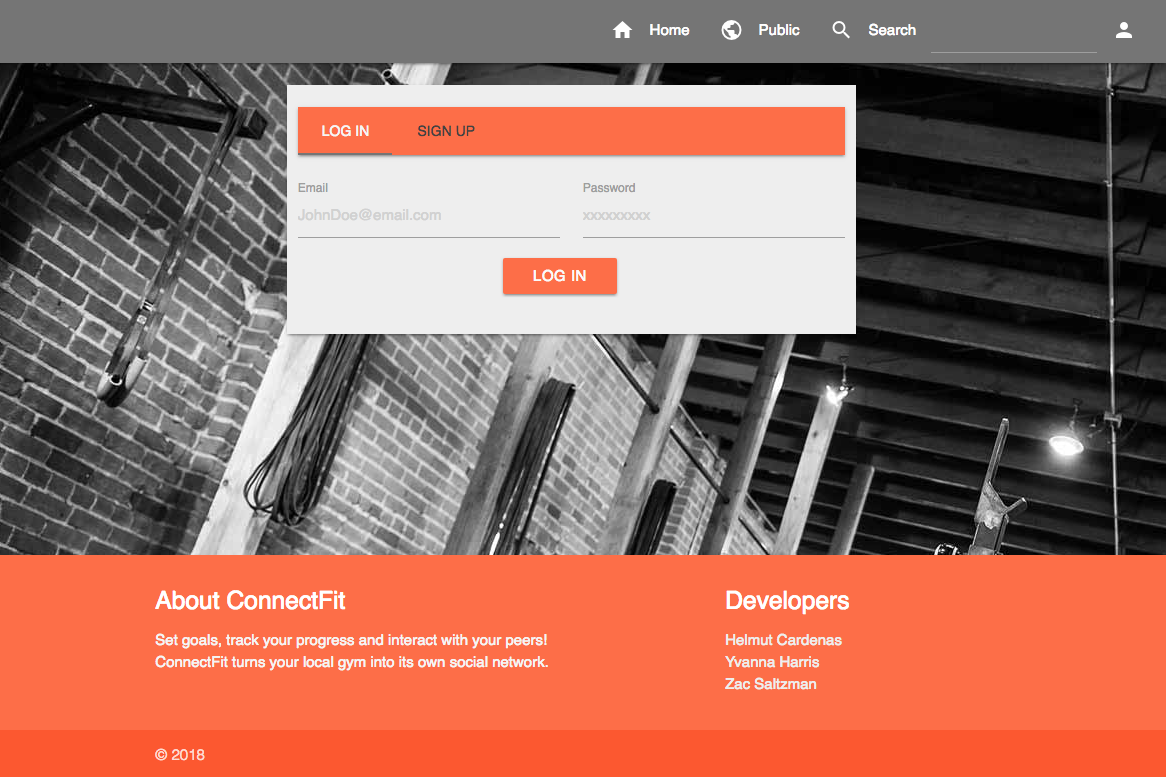 Home Public Search
LOG IN SIGN UP
Email Password
JohnDoe@email.com xxxxxxxxx
LOG IN
About ConnectFit
Set goals, track your progress and interact with your peers!
ConnectFit turns your local gym into its own social network.
Developers
Helmut Cardenas
Yvanna Harris
Zac Saltzman
© 2018